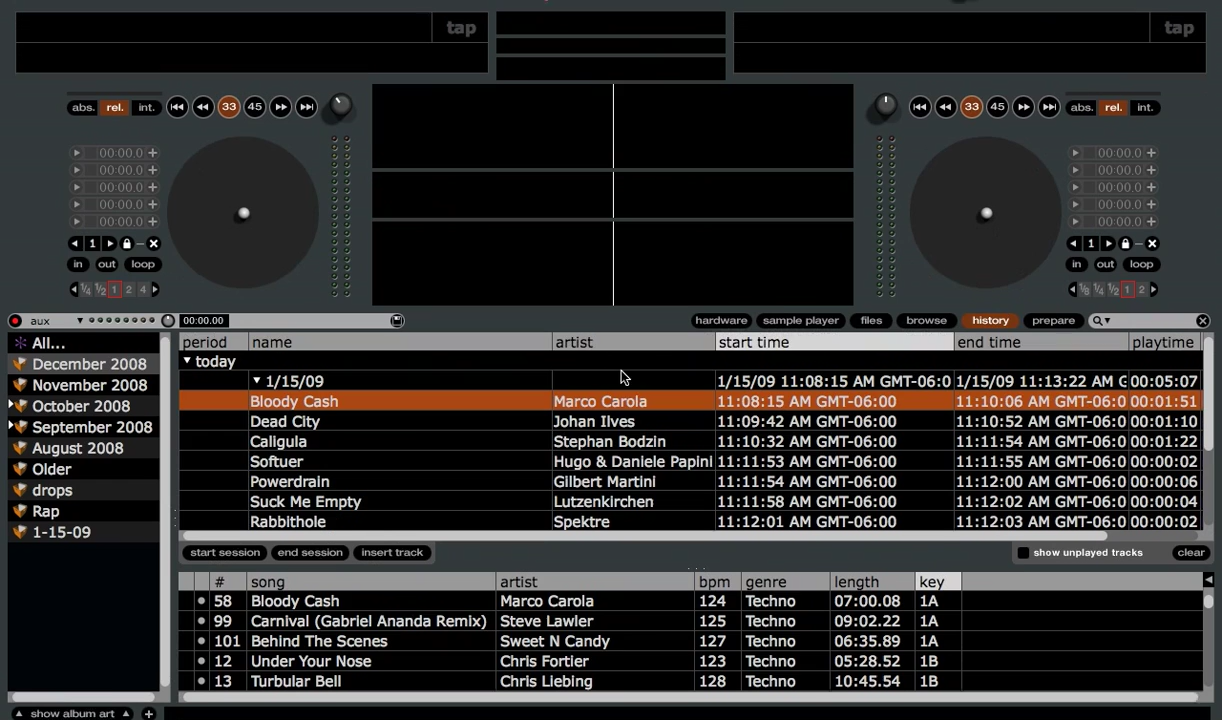 tap tap
abs. rel. int. 33 45 33 45 abs. rel. int.
00:00.0 00:00.0
00:00.0 00:00.0
00:00.0 00:00.0
00:00.0 00:00.0
00:00.0 00:00.0
1 1
in out loop in out loop
1/4 1/2 1 2 4 1/8 1/4 1/2 1 2
aux 00:00.00 hardware sample player files browse history prepare
All...
December 2008
November 2008
October 2008
September 2008
August 2008
Older
drops
Rap
1-15-09
period name artist start time end time playtime
today
1/15/09 1/15/09 11:08:15 AM GMT-06:0 1/15/09 11:13:22 AM G 00:05:07
Bloody Cash Marco Carola 11:08:15 AM GMT-06:00 11:10:06 AM GMT-06:0 00:01:51
Dead City Johan Ilves 11:09:42 AM GMT-06:00 11:10:52 AM GMT-06:0 00:01:10
Caligula Stephan Bodzin 11:10:32 AM GMT-06:00 11:11:54 AM GMT-06:0 00:01:22
Softuer Hugo & Daniele Papini 11:11:53 AM GMT-06:00 11:11:55 AM GMT-06:0 00:00:02
Powerdrain Gilbert Martini 11:11:54 AM GMT-06:00 11:12:00 AM GMT-06:0 00:00:06
Suck Me Empty Lutzenkirchen 11:11:58 AM GMT-06:00 11:12:02 AM GMT-06:0 00:00:04
Rabbithole Spektre 11:12:01 AM GMT-06:00 11:12:03 AM GMT-06:0 00:00:02
start session end session insert track show unplayed tracks clear
# song artist bpm genre length key
58 Bloody Cash Marco Carola 124 Techno 07:00.08 1A
99 Carnival (Gabriel Ananda Remix) Steve Lawler 125 Techno 09:02.22 1A
101 Behind The Scenes Sweet N Candy 127 Techno 06:35.89 1A
12 Under Your Nose Chris Fortier 123 Techno 05:28.52 1B
13 Turbular Bell Chris Liebing 128 Techno 10:45.54 1B
show album art